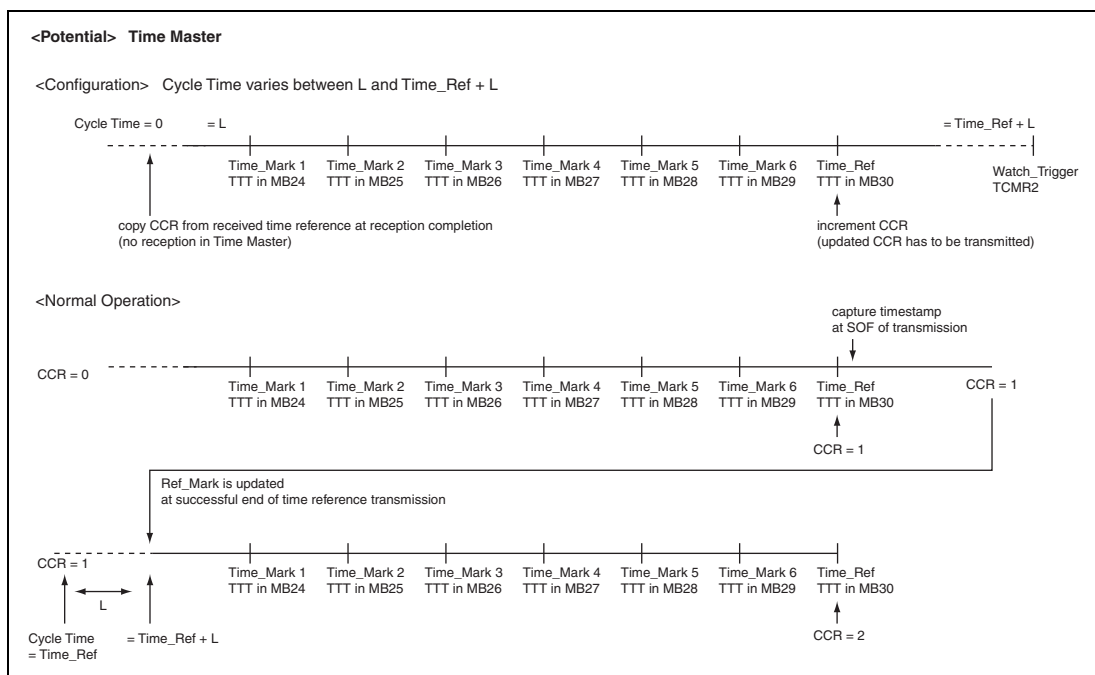 <Potential> Time Master
<Configuration> Cycle Time varies between L and Time_Ref + L
Cycle Time = 0
= L
= Time_Ref + L
Time_Mark 1
TTT in MB24
Time_Mark 2
TTT in MB25
Time_Mark 3
TTT in MB26
Time_Mark 4
TTT in MB27
Time_Mark 5
TTT in MB28
Time_Mark 6
TTT in MB29
Time_Ref
TTT in MB30
Watch_Trigger
TCMR2
copy CCR from received time reference at reception completion
(no reception in Time Master)
increment CCR
(updated CCR has to be transmitted)
<Normal Operation>
capture timestamp
at SOF of transmission
CCR = 0
Time_Mark 1
TTT in MB24
Time_Mark 2
TTT in MB25
Time_Mark 3
TTT in MB26
Time_Mark 4
TTT in MB27
Time_Mark 5
TTT in MB28
Time_Mark 6
TTT in MB29
Time_Ref
TTT in MB30
CCR = 1
CCR = 1
Ref_Mark is updated
at successful end of time reference transmission
CCR = 1
L
Time_Mark 1
TTT in MB24
Time_Mark 2
TTT in MB25
Time_Mark 3
TTT in MB26
Time_Mark 4
TTT in MB27
Time_Mark 5
TTT in MB28
Time_Mark 6
TTT in MB29
Time_Ref
TTT in MB30
Cycle Time
= Time_Ref
= Time_Ref + L
CCR = 2